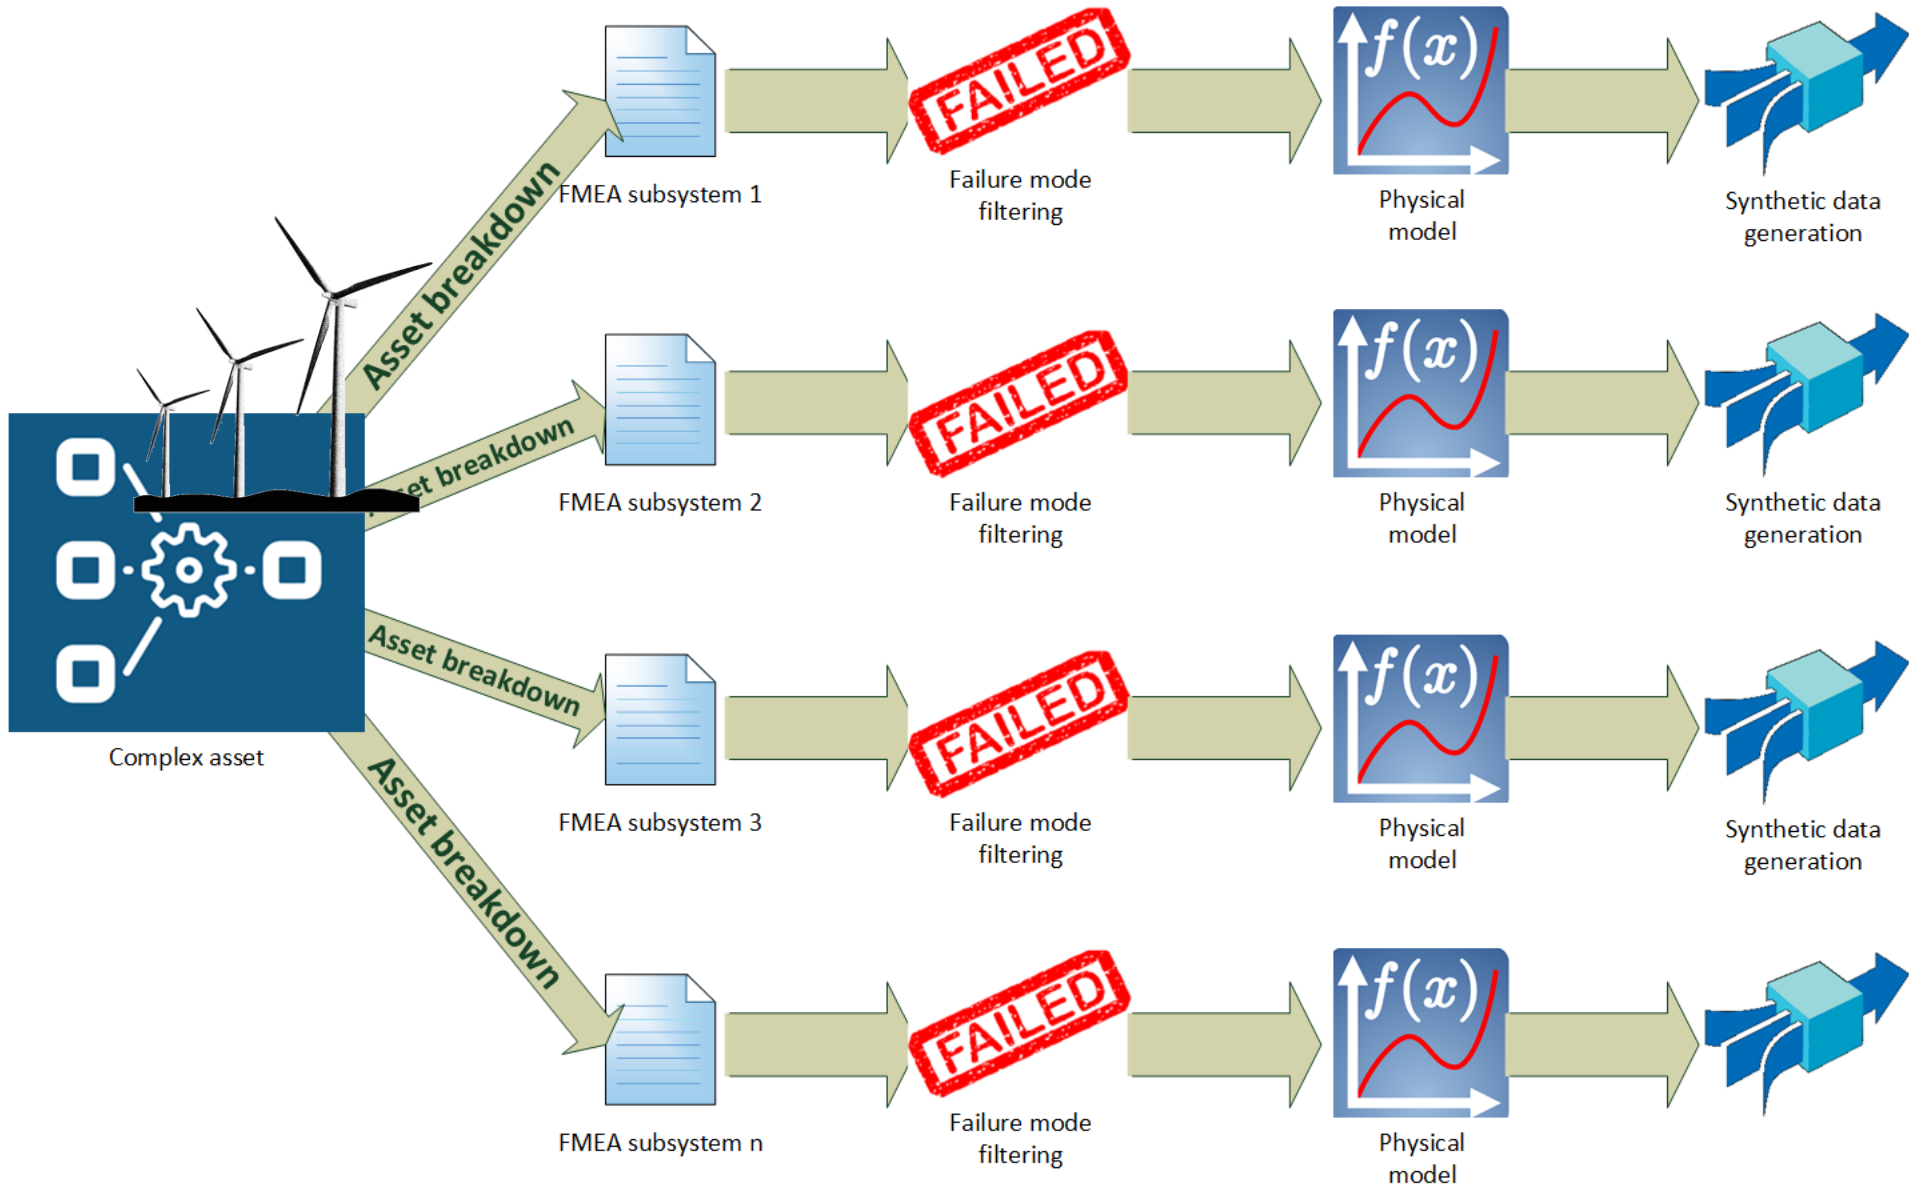 Asset breakdown
FMEA subsystem 1
FAILED
Failure mode
filtering
f(x)
Physical
model
Synthetic data
generation
breakdown
FMEA subsystem 2
FAILED
Failure mode
filtering
f(x)
Physical
model
Synthetic data
generation
Complex asset
Asset breakdown
FMEA subsystem 3
FAILED
Failure mode
filtering
f(x)
Physical
model
Synthetic data
generation
Asset breakdown
FMEA subsystem n
FAILED
Failure mode
filtering
f(x)
Physical
model